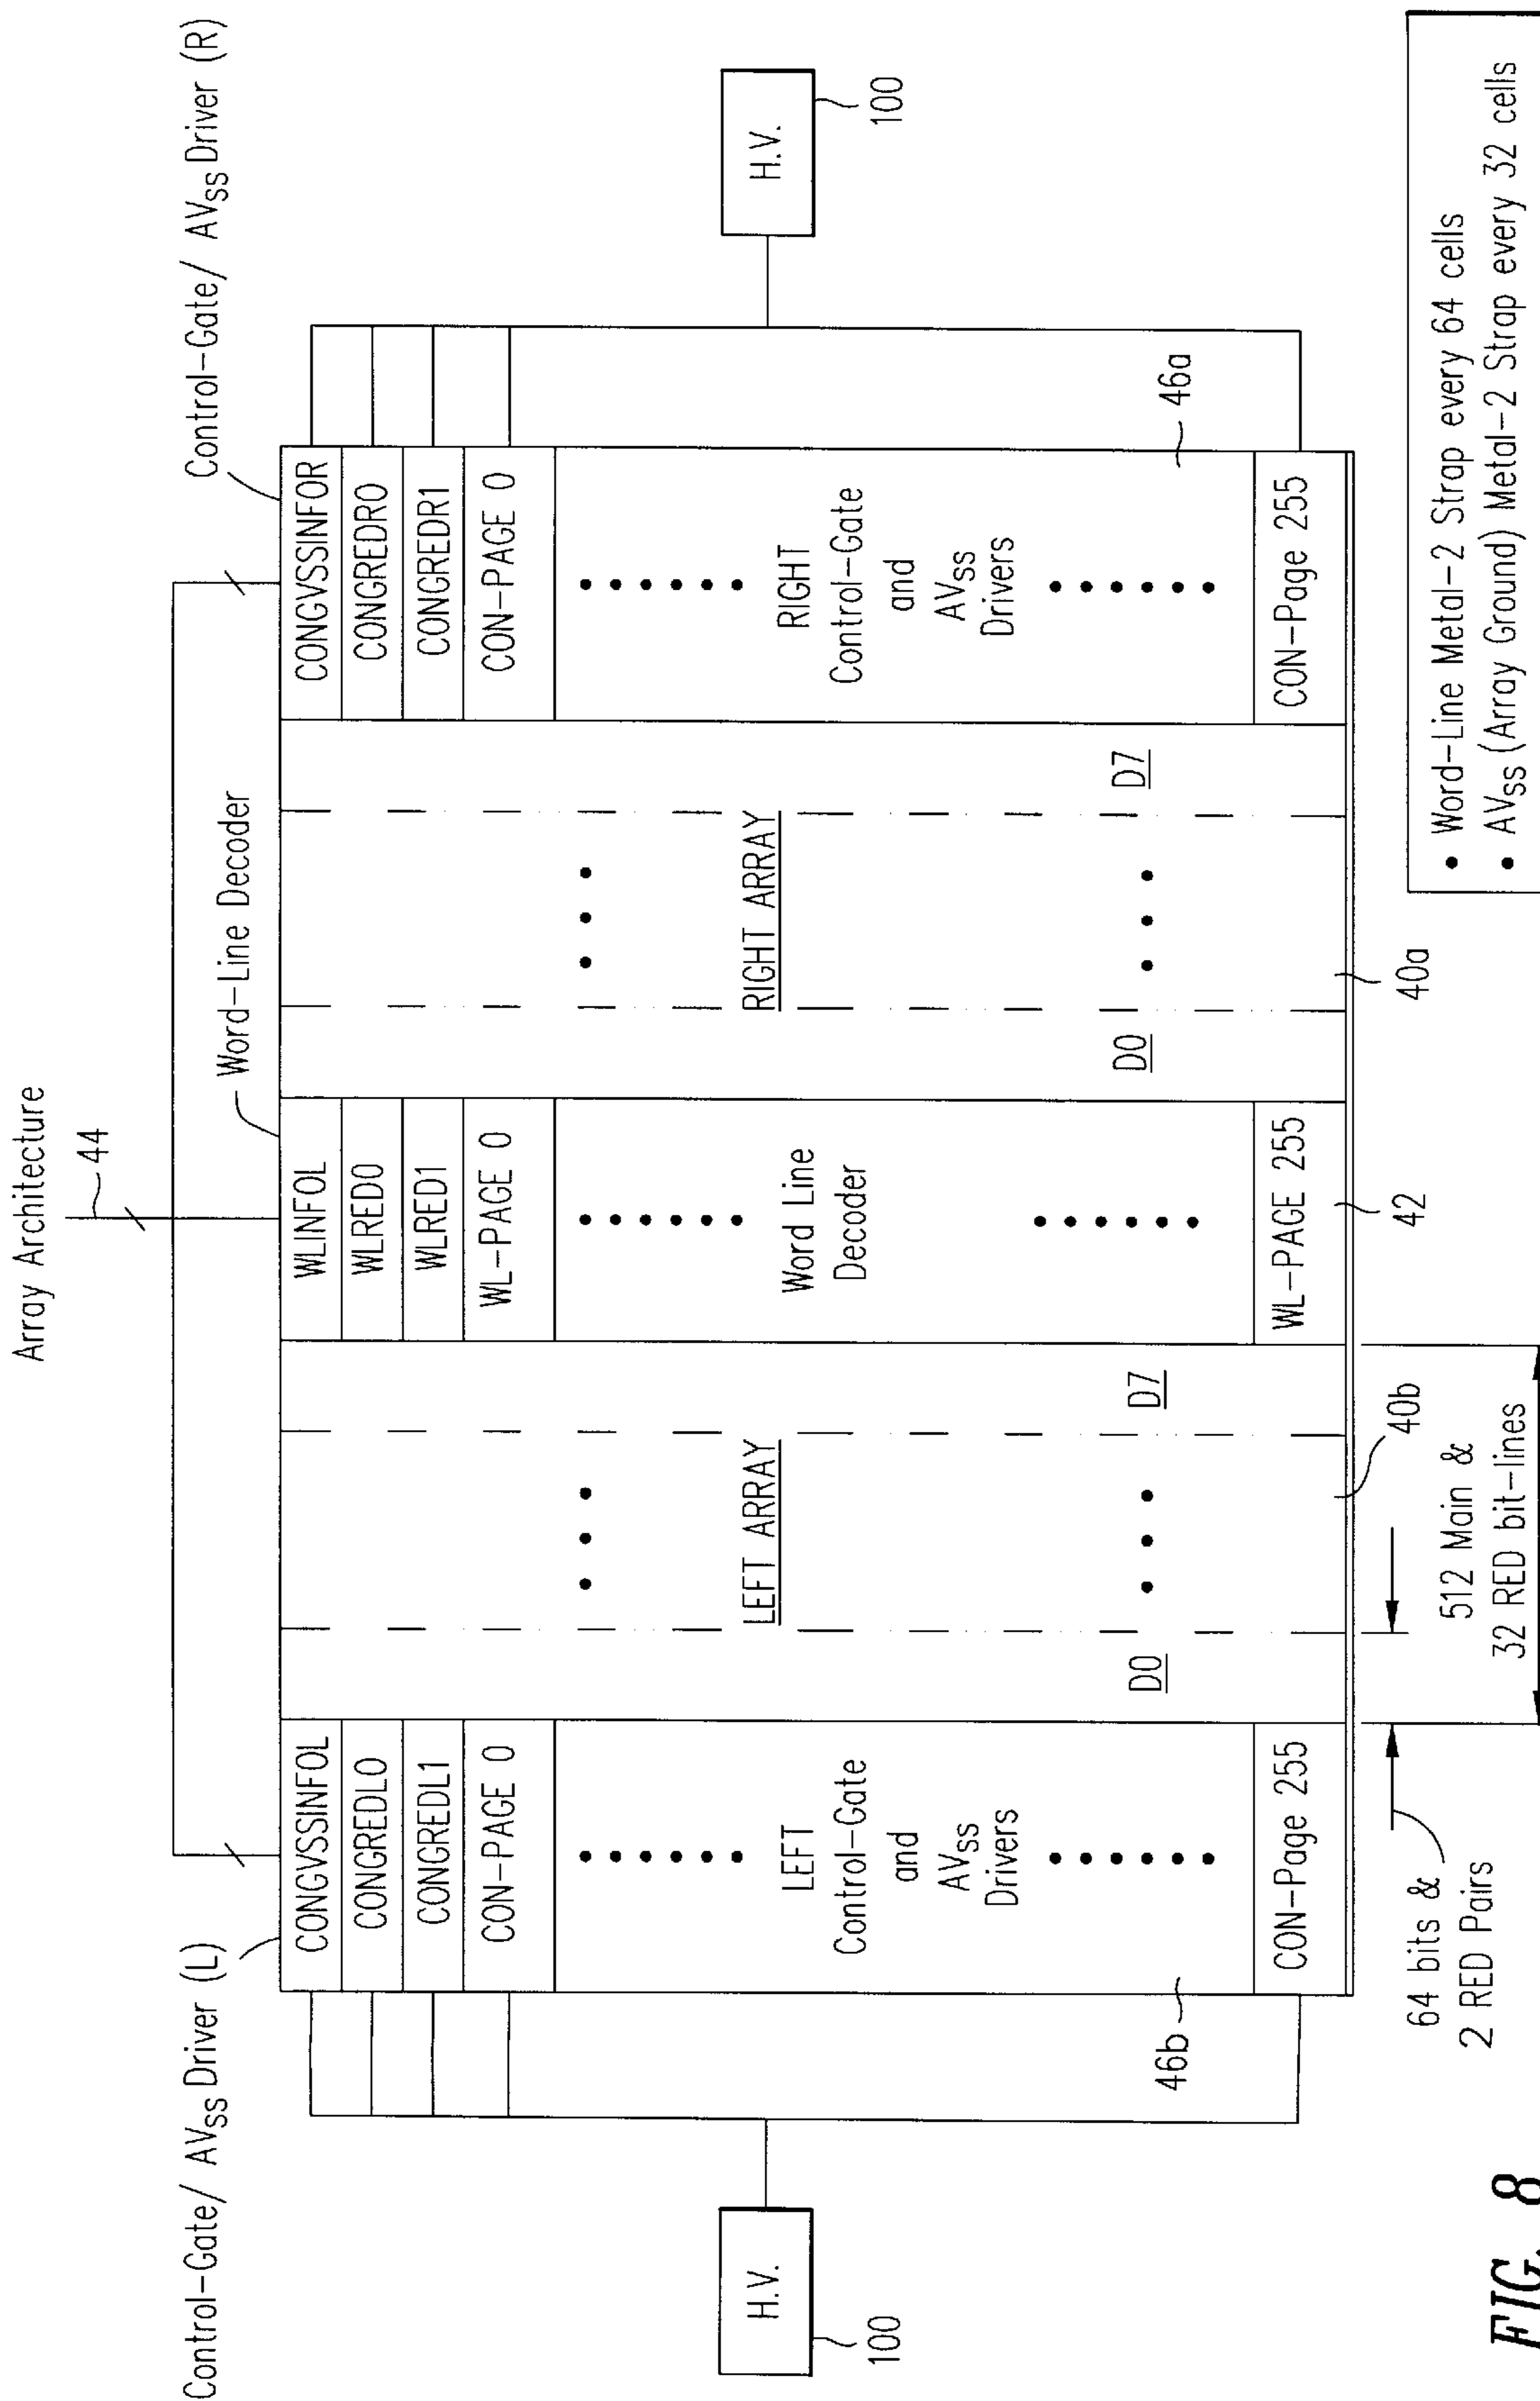 Array Architecture
44
Control-Gate/ AVSS Driver (L)
Word-Line Decoder
Control-Gate/ AVSS Driver (R)
CONGVSSINFOL
CONGREDL0
CONGREDL1
CON-PAGE 0
LEFT
Control-Gate
and
AVSS
Drivers
46b
CON-Page 255
LEFT ARRAY
D0
D7
WLINFOL
WLRED0
WLRED1
WL-PAGE 0
Word Line
Decoder
WL-PAGE 255
RIGHT ARRAY
D0
D7
CONGVSSINFOR
CONGREDR0
CONGREDR1
CON-PAGE 0
RIGHT
Control-Gate
and
AVSS
Drivers
46a
CON-Page 255
H.V.
100
H.V.
100
64 bits &
2 RED Pairs
512 Main &
32 RED bit-lines
40b
42
40a
• Word-Line Metal-2 Strap every 64 cells
• AVSS (Array Ground) Metal-2 Strap every 32 cells
FIG. 8